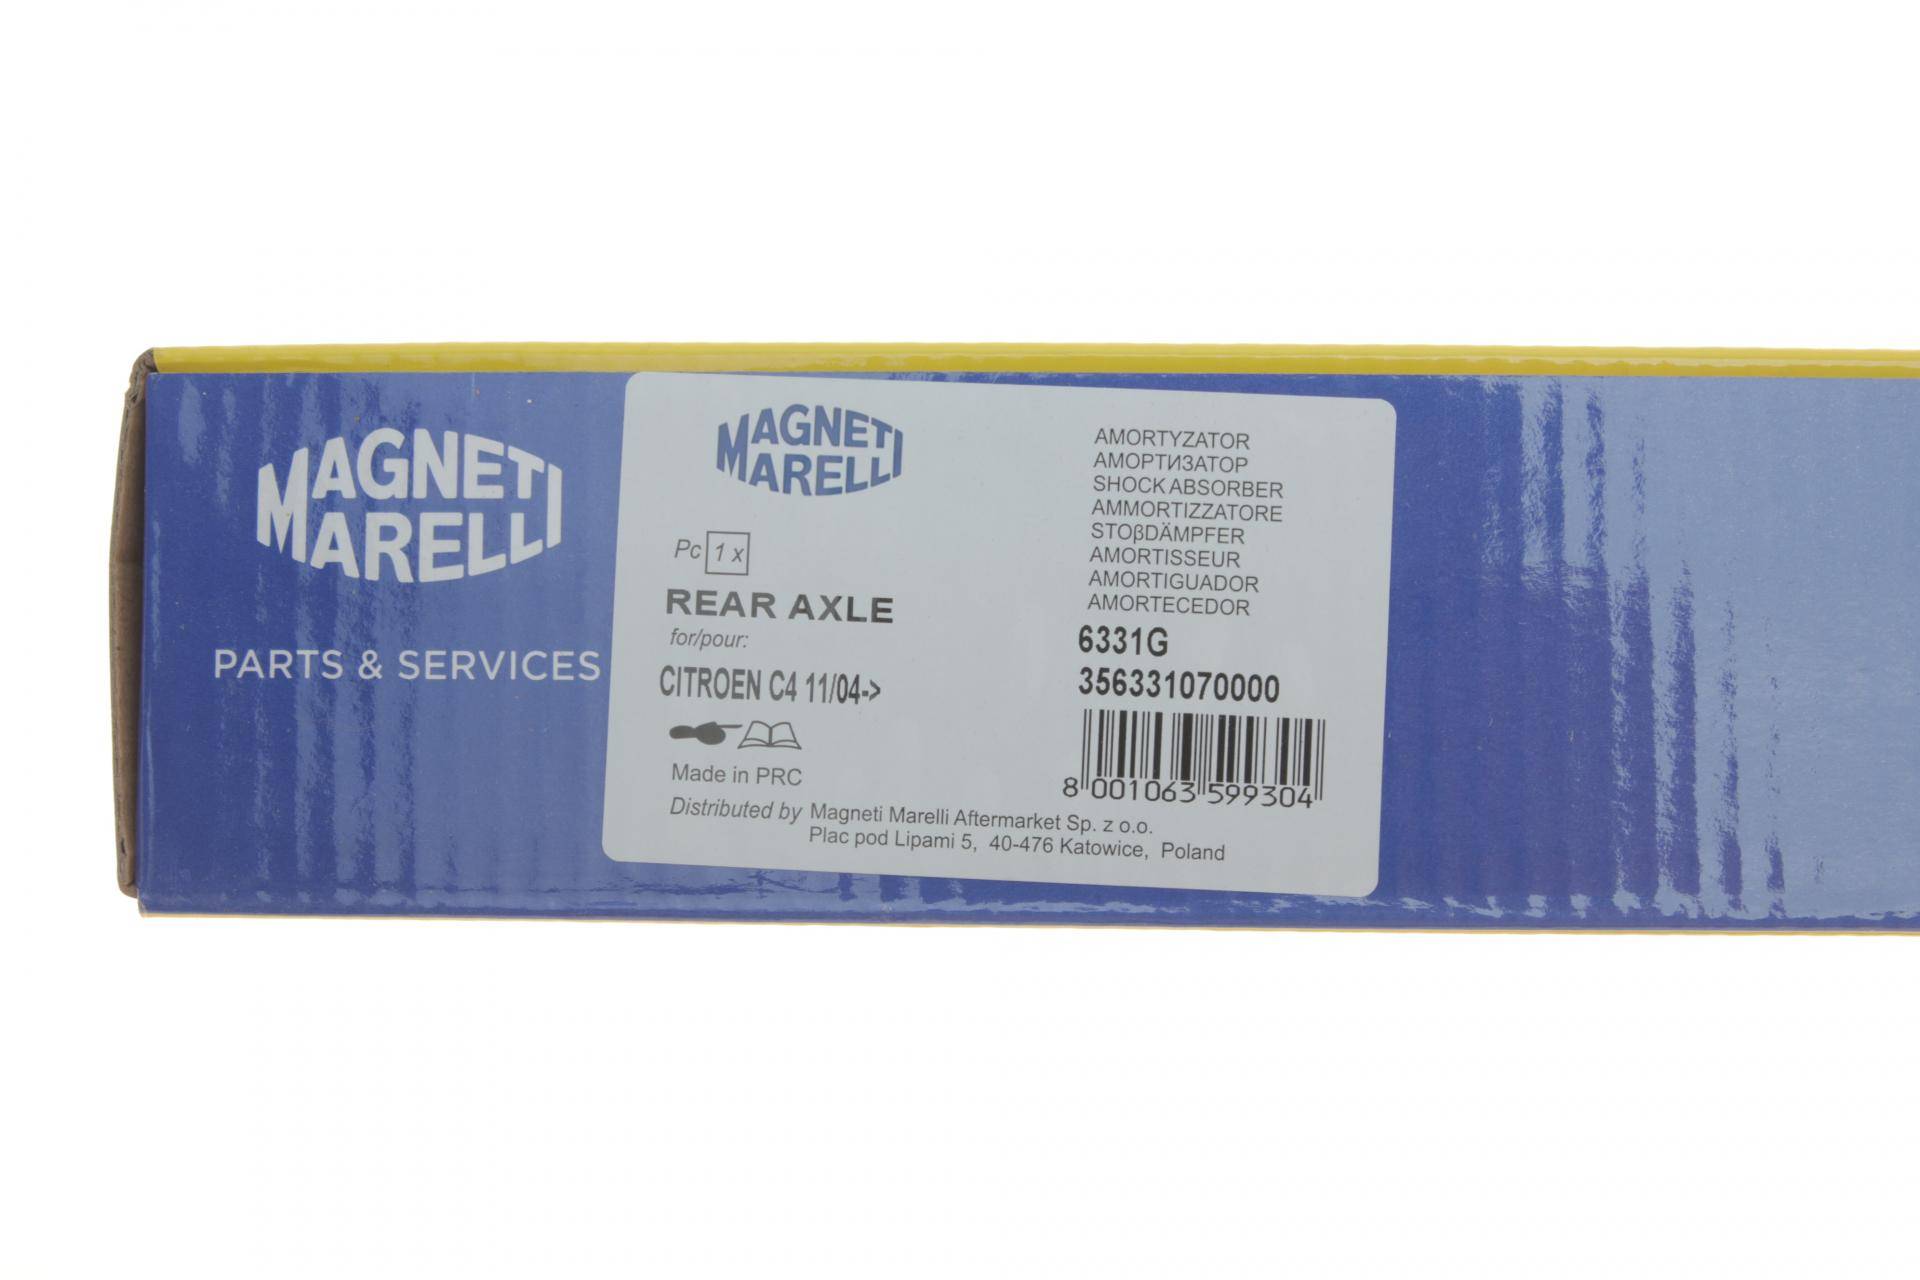 MAGNETI
MARELLI
PARTS & SERVICES
MAGNETI
MARELLI
Pc 1 x
REAR AXLE
for/pour:
CITROEN C4 11/04->
Made in PRC
Distributed by Magneti Marelli Aftermarket Sp. z o.o.
Plac pod Lipami 5, 40-476 Katowice, Poland
AMORTYZATOR
АМОРТИЗАТОР
SHOCK ABSORBER
AMMORTIZZATORE
STOβDÄMPFER
AMORTISSEUR
AMORTIGUADOR
AMORTECEDOR
6331G
356331070000
8 001063 599304